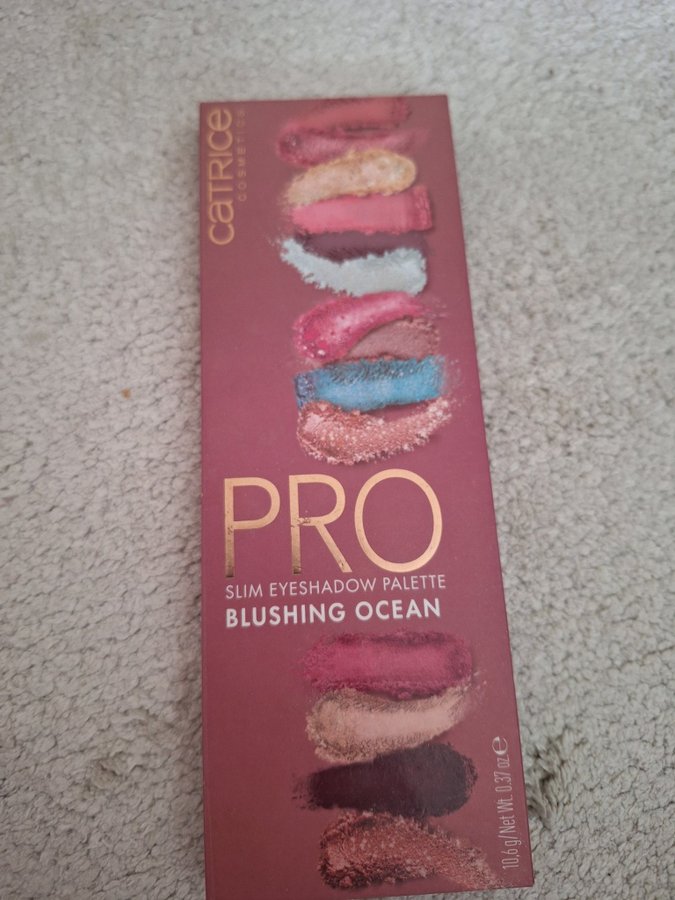 CATRICE
COSMETICS
PRO
SLIM EYESHADOW PALETTE
BLUSHING OCEAN
10,6 g/Net Wt. 0.37 oz ℮